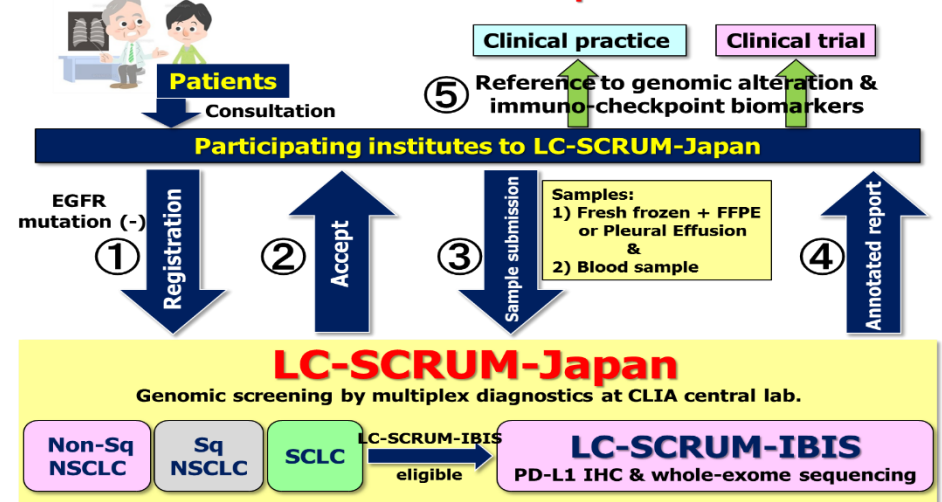 Clinical practice
Clinical trial
Patients
Consultation
⑤ Reference to genomic alteration &
immuno-checkpoint biomarkers
Participating institutes to LC-SCRUM-Japan
EGFR
mutation (-)
① Registration
② Accept
③ Sample submission
Samples:
1) Fresh frozen + FFPE
or Pleural Effusion
&
2) Blood sample
④ Annotated report
LC-SCRUM-Japan
Genomic screening by multiplex diagnostics at CLIA central lab.
Non-Sq
NSCLC
Sq
NSCLC
SCLC
LC-SCRUM-IBIS
eligible
LC-SCRUM-IBIS
PD-L1 IHC & whole-exome sequencing